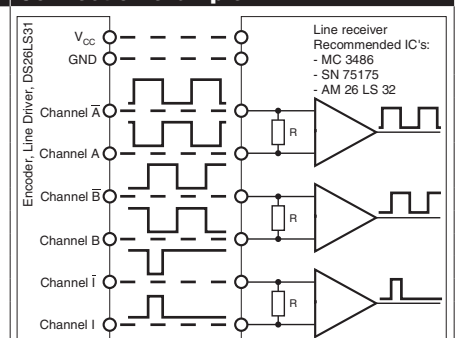 Encoder, Line Driver, DS26LS31
VCC
GND
Channel A̅
Channel A
Channel B̅
Channel B
Channel I̅
Channel I
Line receiver
Recommended IC's:
- MC 3486
- SN 75175
- AM 26 LS 32
R
R
R